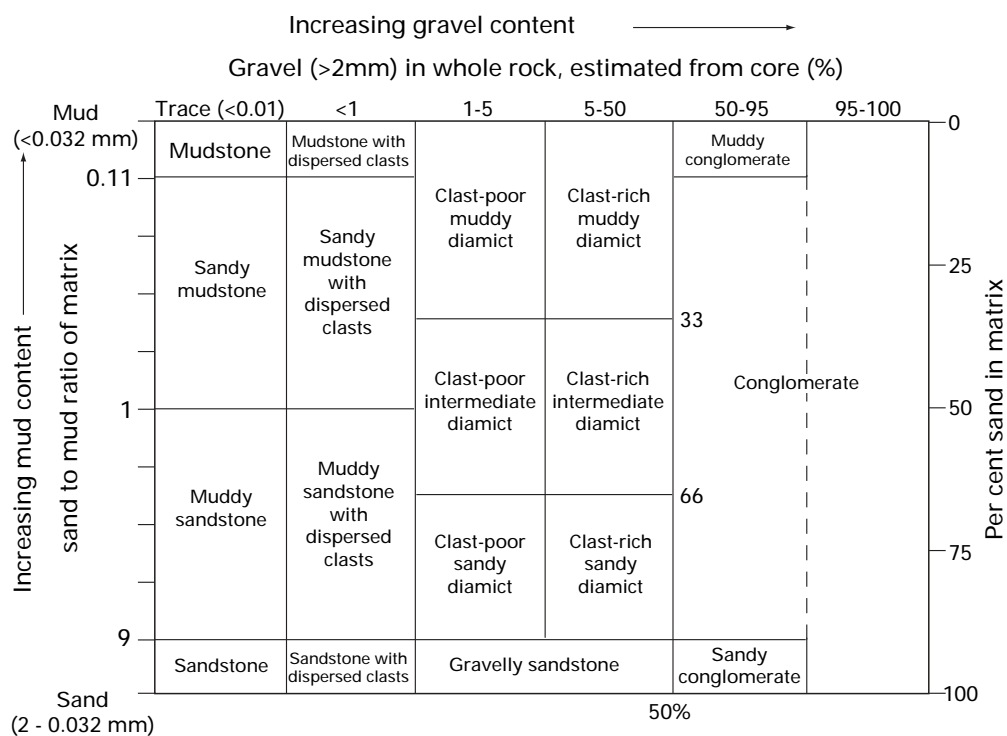 Increasing gravel content
Gravel (>2mm) in whole rock, estimated from core (%)
Mud
(<0.032 mm)
Trace (<0.01)
<1
1-5
5-50
50-95
95-100
0
Mudstone
Mudstone with
dispersed clasts
Muddy
conglomerate
0.11
Clast-poor
muddy
diamict
Clast-rich
muddy
diamict
Sandy
mudstone
Sandy
mudstone
with
dispersed
clasts
25
33
Clast-poor
intermediate
diamict
Clast-rich
intermediate
diamict
Conglomerate
1
50
Muddy
sandstone
Muddy
sandstone
with
dispersed
clasts
66
Clast-poor
sandy
diamict
Clast-rich
sandy
diamict
75
9
Sandstone
Sandstone with
dispersed clasts
Gravelly sandstone
Sandy
conglomerate
100
Sand
(2 - 0.032 mm)
50%
Increasing mud content
sand to mud ratio of matrix
Per cent sand in matrix